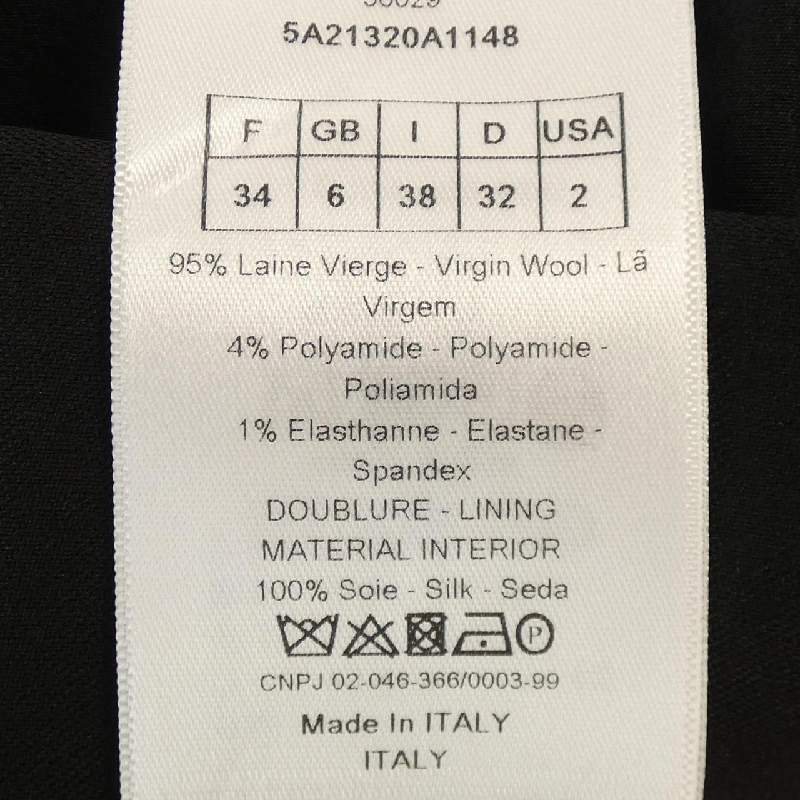 5A21320A1148
F GB I D USA
34 6 38 32 2
95% Laine Vierge - Virgin Wool - Lã
Virgem
4% Polyamide - Polyamide -
Poliamida
1% Elasthanne - Elastane -
Spandex
DOUBLURE - LINING
MATERIAL INTERIOR
100% Soie - Silk - Seda
P
CNPJ 02-046-366/0003-99
Made In ITALY
ITALY